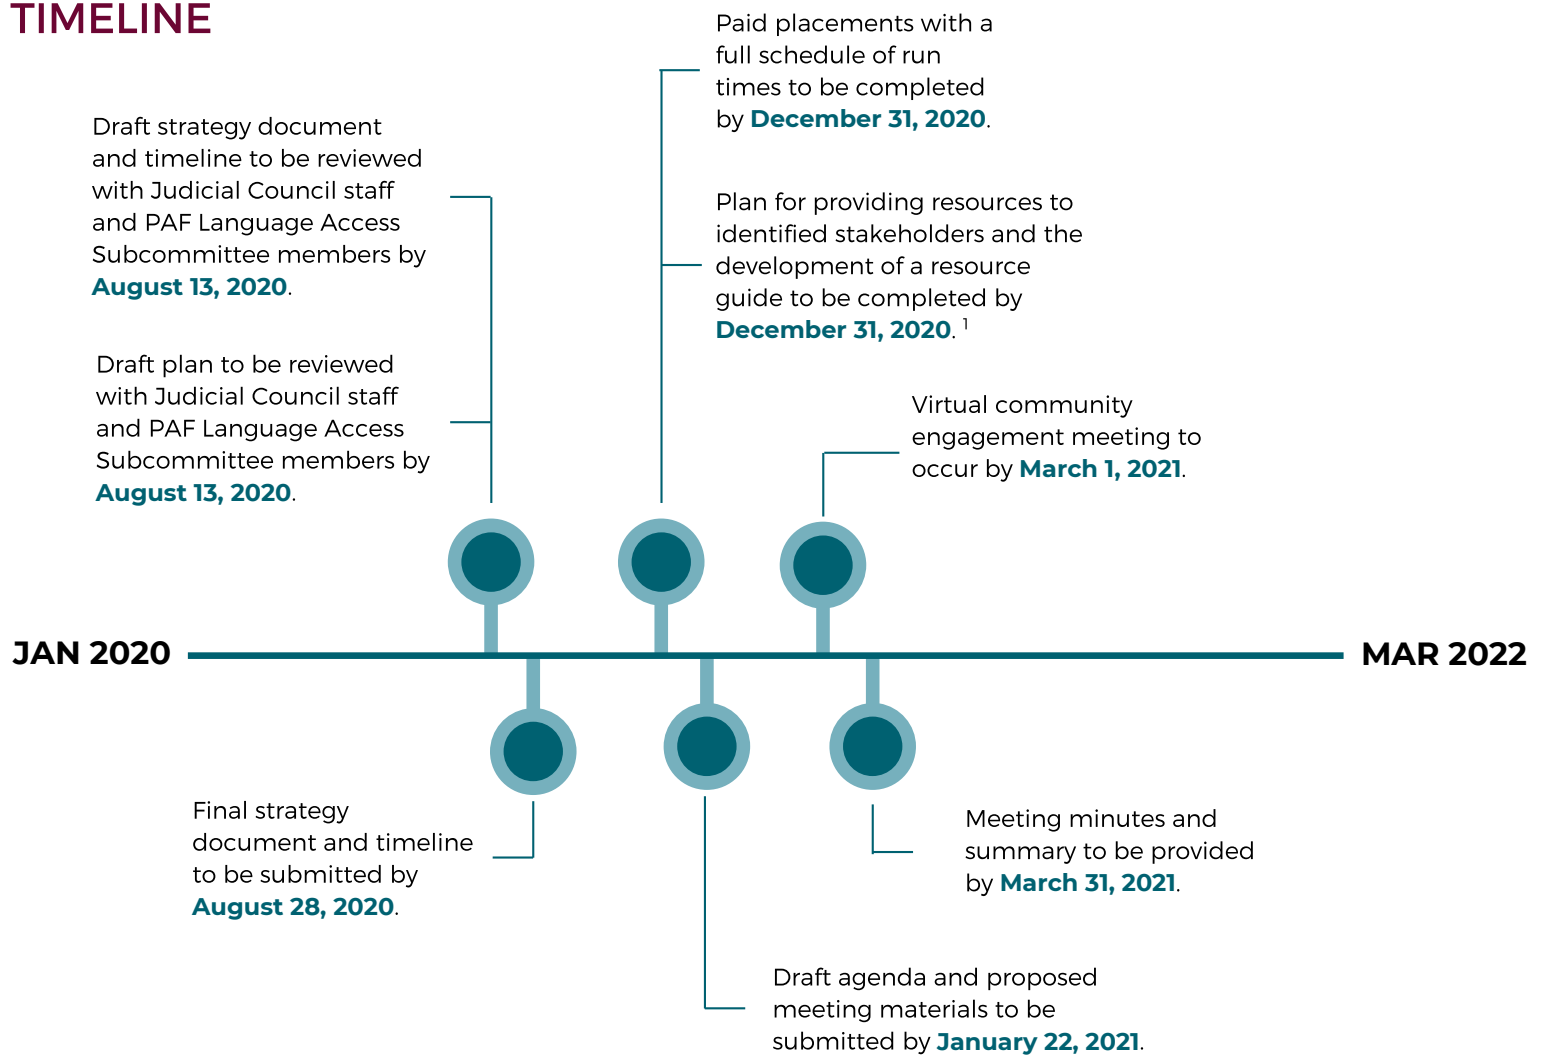 TIMELINE
Draft strategy document
and timeline to be reviewed
with Judicial Council staff
and PAF Language Access
Subcommittee members by
August 13, 2020.
Draft plan to be reviewed
with Judicial Council staff
and PAF Language Access
Subcommittee members by
August 13, 2020.
Paid placements with a
full schedule of run
times to be completed
by December 31, 2020.
Plan for providing resources to
identified stakeholders and the
development of a resource
guide to be completed by
December 31, 2020. 1
Virtual community
engagement meeting to
occur by March 1, 2021.
JAN 2020
MAR 2022
Final strategy
document and timeline
to be submitted by
August 28, 2020.
Draft agenda and proposed
meeting materials to be
submitted by January 22, 2021.
Meeting minutes and
summary to be provided
by March 31, 2021.